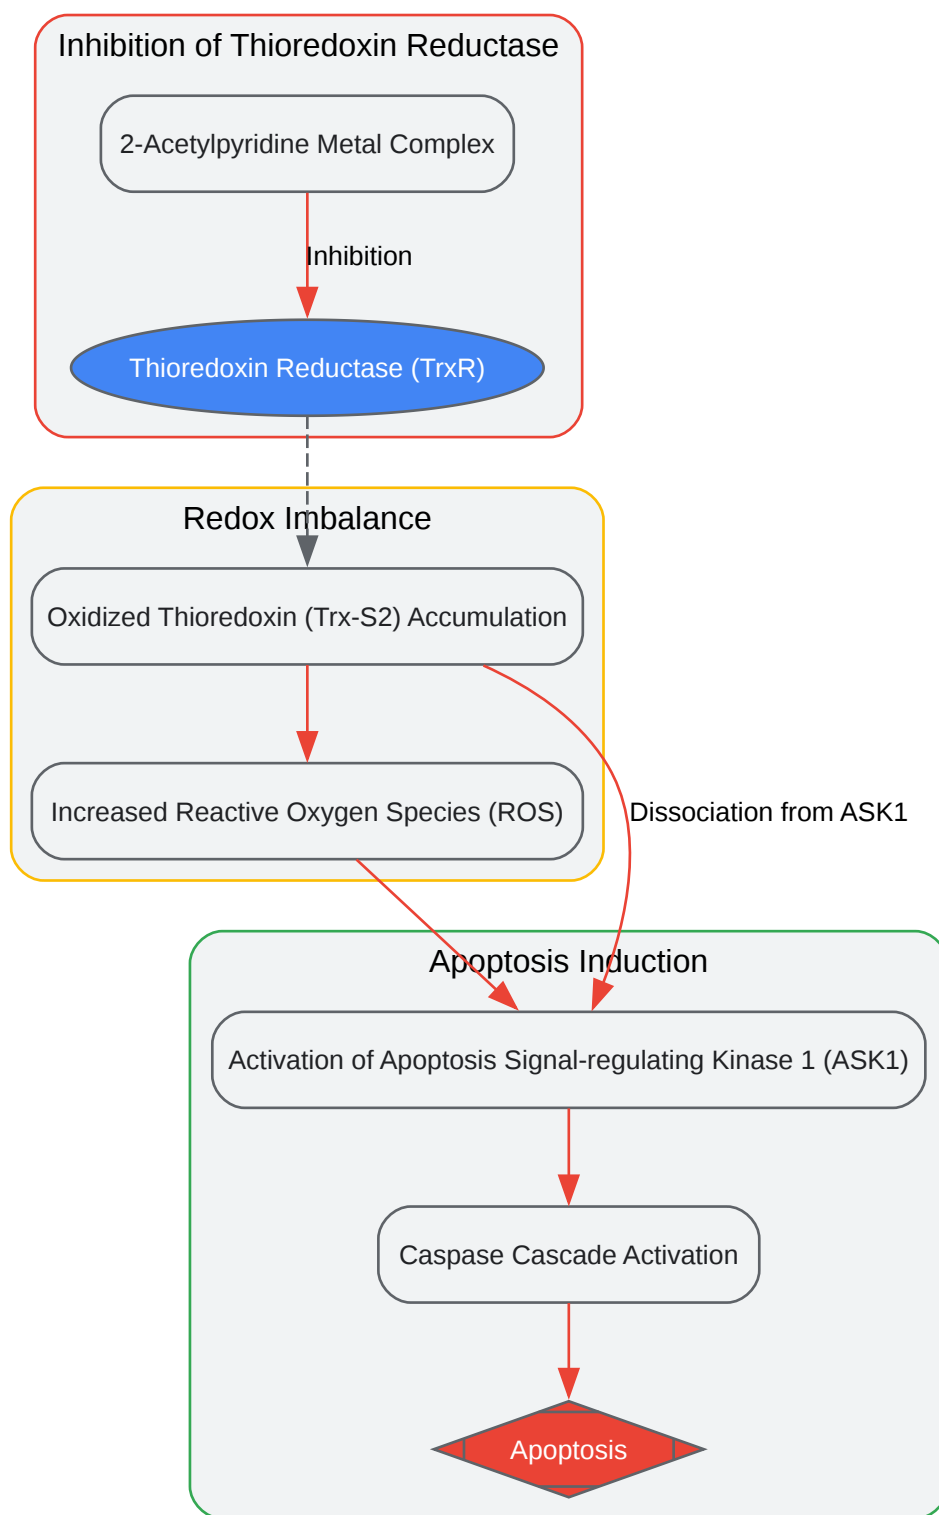 Inhibition of Thioredoxin Reductase
2-Acetylpyridine Metal Complex
Inhibition
Thioredoxin Reductase (TrxR)
Redox Imbalance
Oxidized Thioredoxin (Trx-S2) Accumulation
Increased Reactive Oxygen Species (ROS)
Dissociation from ASK1
Apoptosis Induction
Activation of Apoptosis Signal-regulating Kinase 1 (ASK1)
Caspase Cascade Activation
Apoptosis